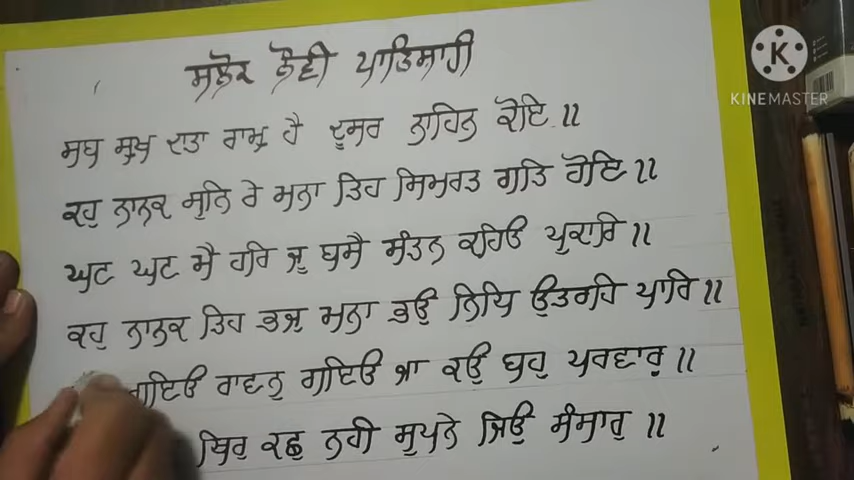 ਸਲੋਕ ਨੌਵੀ ਪਾਤਿਸ਼ਾਹੀ
ਸਭ ਸੁਖ ਦਾਤਾ ਰਾਮੁ ਹੈ ਦੂਸਰ ਨਾਹਿਨ ਕੋਇ ॥
ਕਹੁ ਨਾਨਕ ਸੁਨਿ ਰੇ ਮਨਾ ਤਿਹ ਸਿਮਰਤ ਗਤਿ ਹੋਇ ॥
ਘਟ ਘਟ ਮੈ ਹਰਿ ਜੂ ਬਸੈ ਸੰਤਨ ਕਹਿਓ ਪੁਕਾਰਿ ॥
ਕਹੁ ਨਾਨਕ ਤਿਹ ਭਜੁ ਮਨਾ ਭਉ ਨਿਧਿ ਉਤਰਹਿ ਪਾਰਿ ॥
ਗਇਓ ਰਾਵਨੁ ਗਇਓ ਜਾ ਕਉ ਬਹੁ ਪਰਵਾਰੁ ॥
ਥਿਰੁ ਕਛੁ ਨਹੀ ਸੁਪਨੇ ਜਿਉ ਸੰਸਾਰੁ ॥
K
KINEMASTER